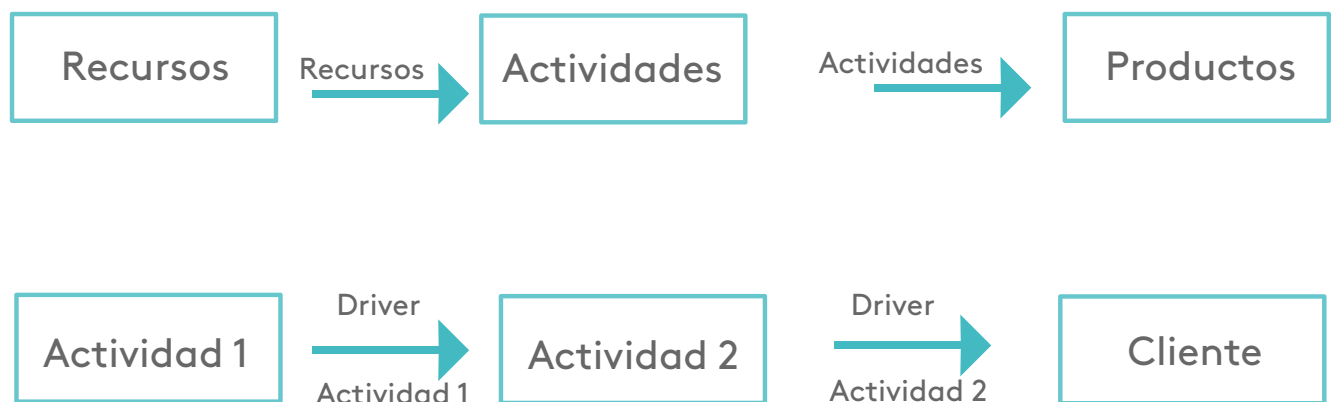 Recursos
Recursos
Actividades
Actividades
Productos
Actividad 1
Driver
Actividad 1
Actividad 2
Driver
Actividad 2
Cliente